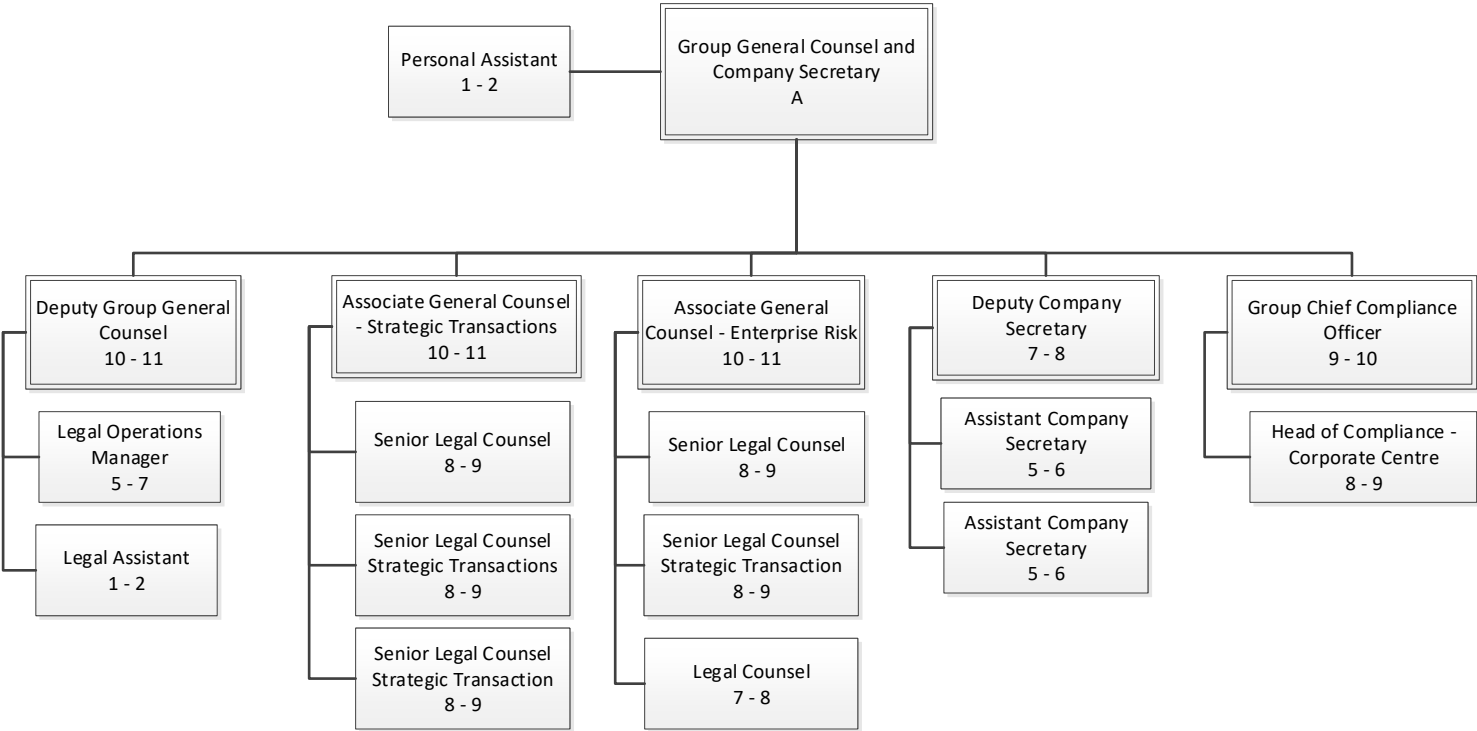 Personal Assistant
1 - 2
Group General Counsel and
Company Secretary
A
Deputy Group General
Counsel
10 - 11
Legal Operations
Manager
5 - 7
Legal Assistant
1 - 2
Associate General Counsel
- Strategic Transactions
10 - 11
Senior Legal Counsel
8 - 9
Senior Legal Counsel
Strategic Transactions
8 - 9
Senior Legal Counsel
Strategic Transaction
8 - 9
Associate General
Counsel - Enterprise Risk
10 - 11
Senior Legal Counsel
8 - 9
Senior Legal Counsel
Strategic Transaction
8 - 9
Legal Counsel
7 - 8
Deputy Company
Secretary
7 - 8
Assistant Company
Secretary
5 - 6
Assistant Company
Secretary
5 - 6
Group Chief Compliance
Officer
9 - 10
Head of Compliance -
Corporate Centre
8 - 9